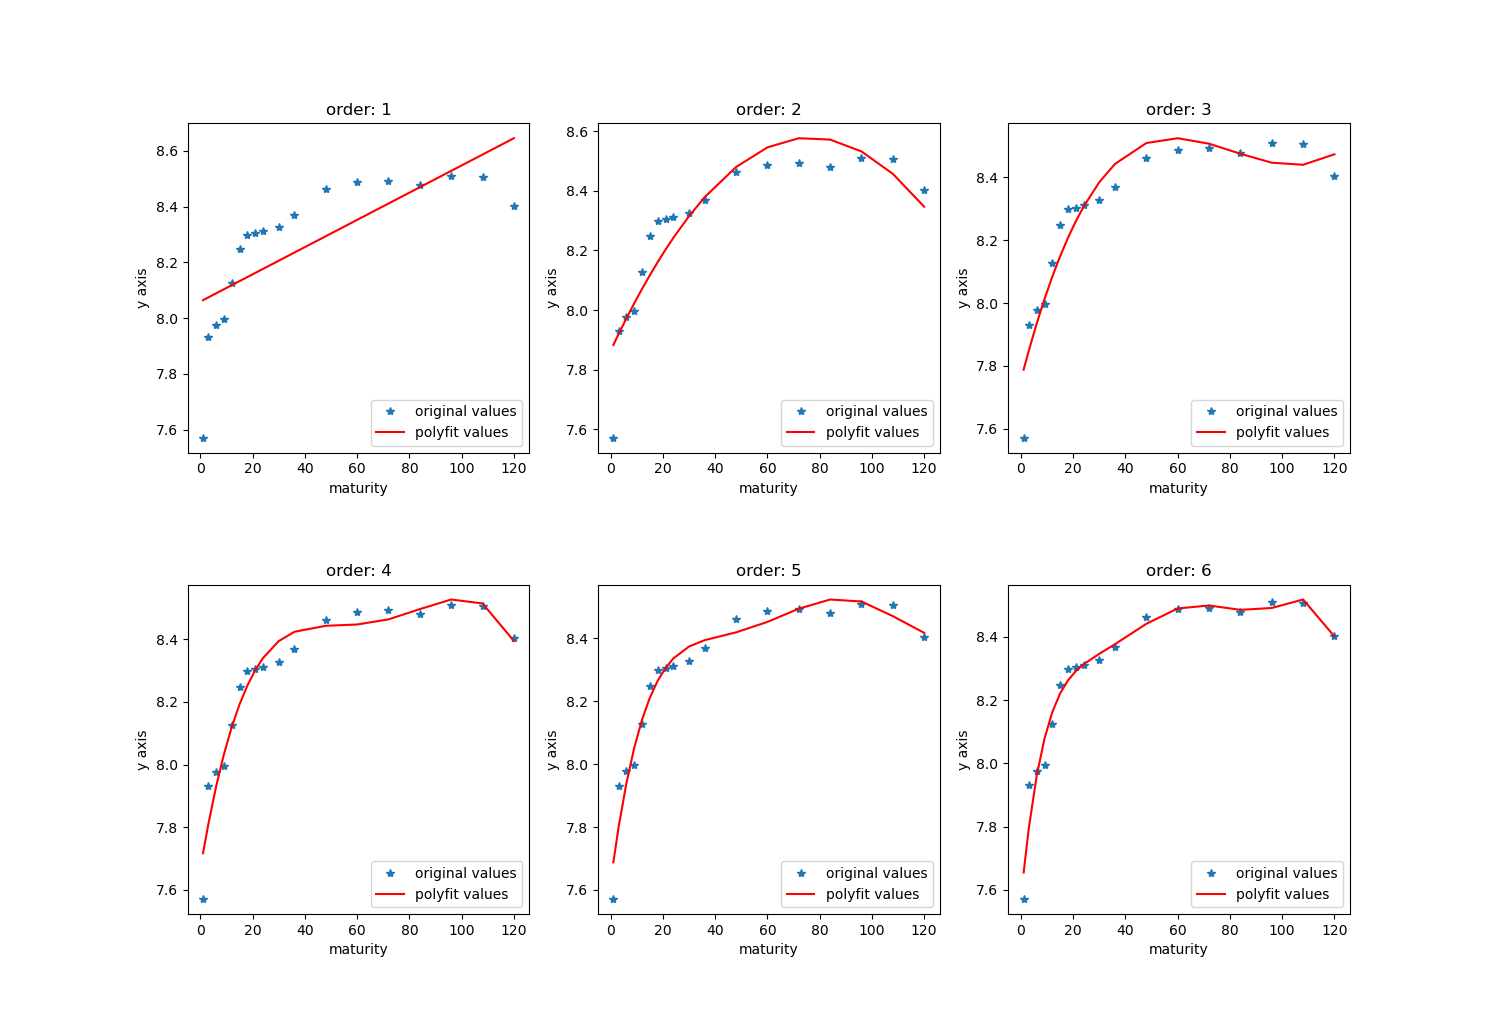 order: 1
8.6
8.4
8.2
8.0
7.8
7.6
y axis
original values
polyfit values
0 20 40 60 80 100 120
maturity
order: 2
8.6
8.4
8.2
8.0
7.8
7.6
y axis
original values
polyfit values
0 20 40 60 80 100 120
maturity
order: 3
8.4
8.2
8.0
7.8
7.6
y axis
original values
polyfit values
0 20 40 60 80 100 120
maturity
order: 4
8.4
8.2
8.0
7.8
7.6
y axis
original values
polyfit values
0 20 40 60 80 100 120
maturity
order: 5
8.4
8.2
8.0
7.8
7.6
y axis
original values
polyfit values
0 20 40 60 80 100 120
maturity
order: 6
8.4
8.2
8.0
7.8
7.6
y axis
original values
polyfit values
0 20 40 60 80 100 120
maturity